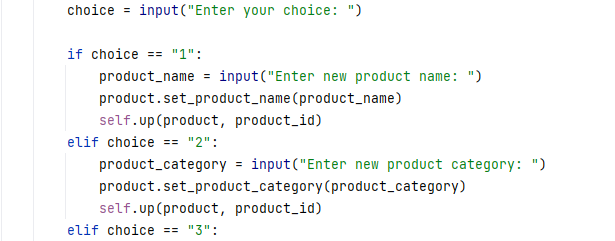 choice = input("Enter your choice: ")
if choice == "1":
product_name = input("Enter new product name: ")
product.set_product_name(product_name)
self.up(product, product_id)
elif choice == "2":
product_category = input("Enter new product category: ")
product.set_product_category(product_category)
self.up(product, product_id)
elif choice == "3":